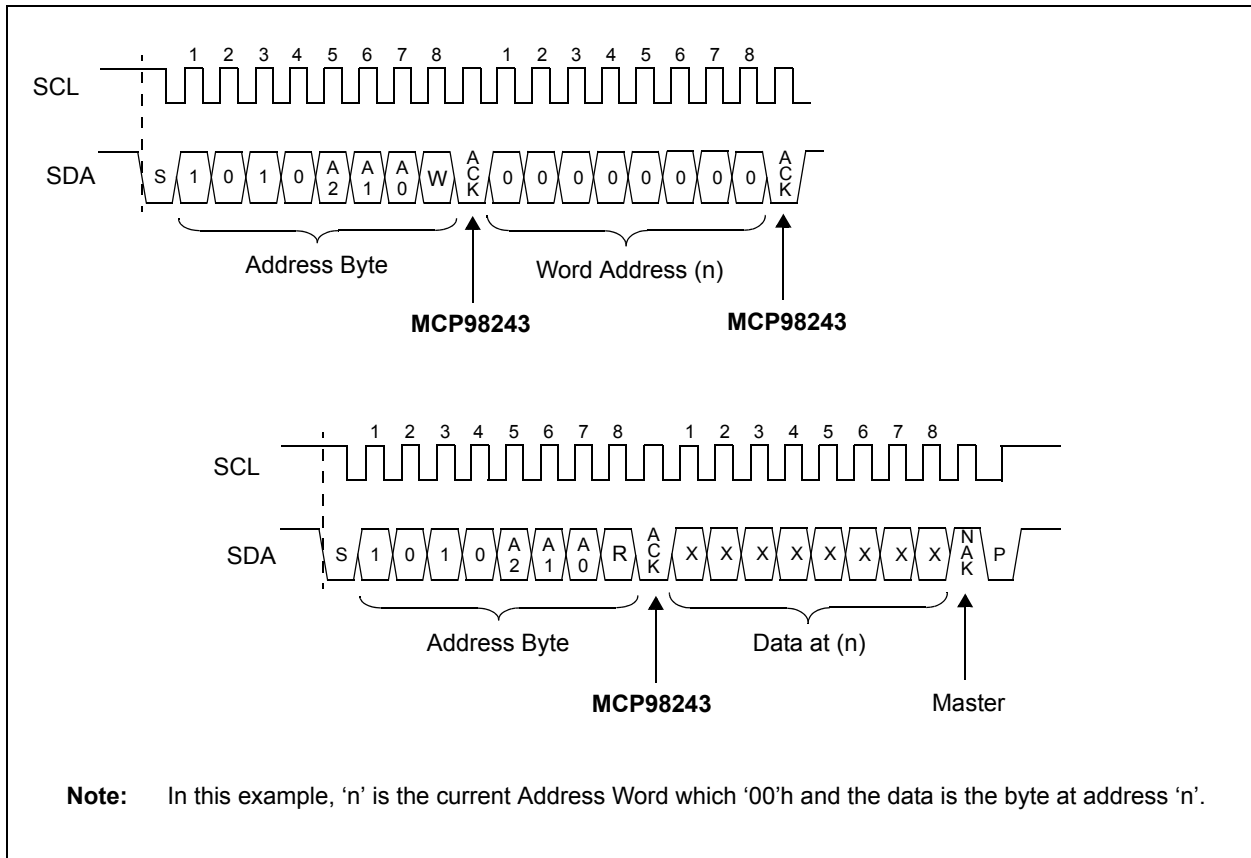 1 2 3 4 5 6 7 8 1 2 3 4 5 6 7 8
SCL
SDA S 1 0 1 0 A2 A1 A0 W ACK 0 0 0 0 0 0 0 0 ACK
Address Byte Word Address (n)
MCP98243 MCP98243
1 2 3 4 5 6 7 8 1 2 3 4 5 6 7 8
SCL
SDA S 1 0 1 0 A2 A1 A0 R ACK X X X X X X X X NAK P
Address Byte Data at (n)
MCP98243 Master
Note: In this example, ‘n’ is the current Address Word which ‘00’h and the data is the byte at address ‘n’.